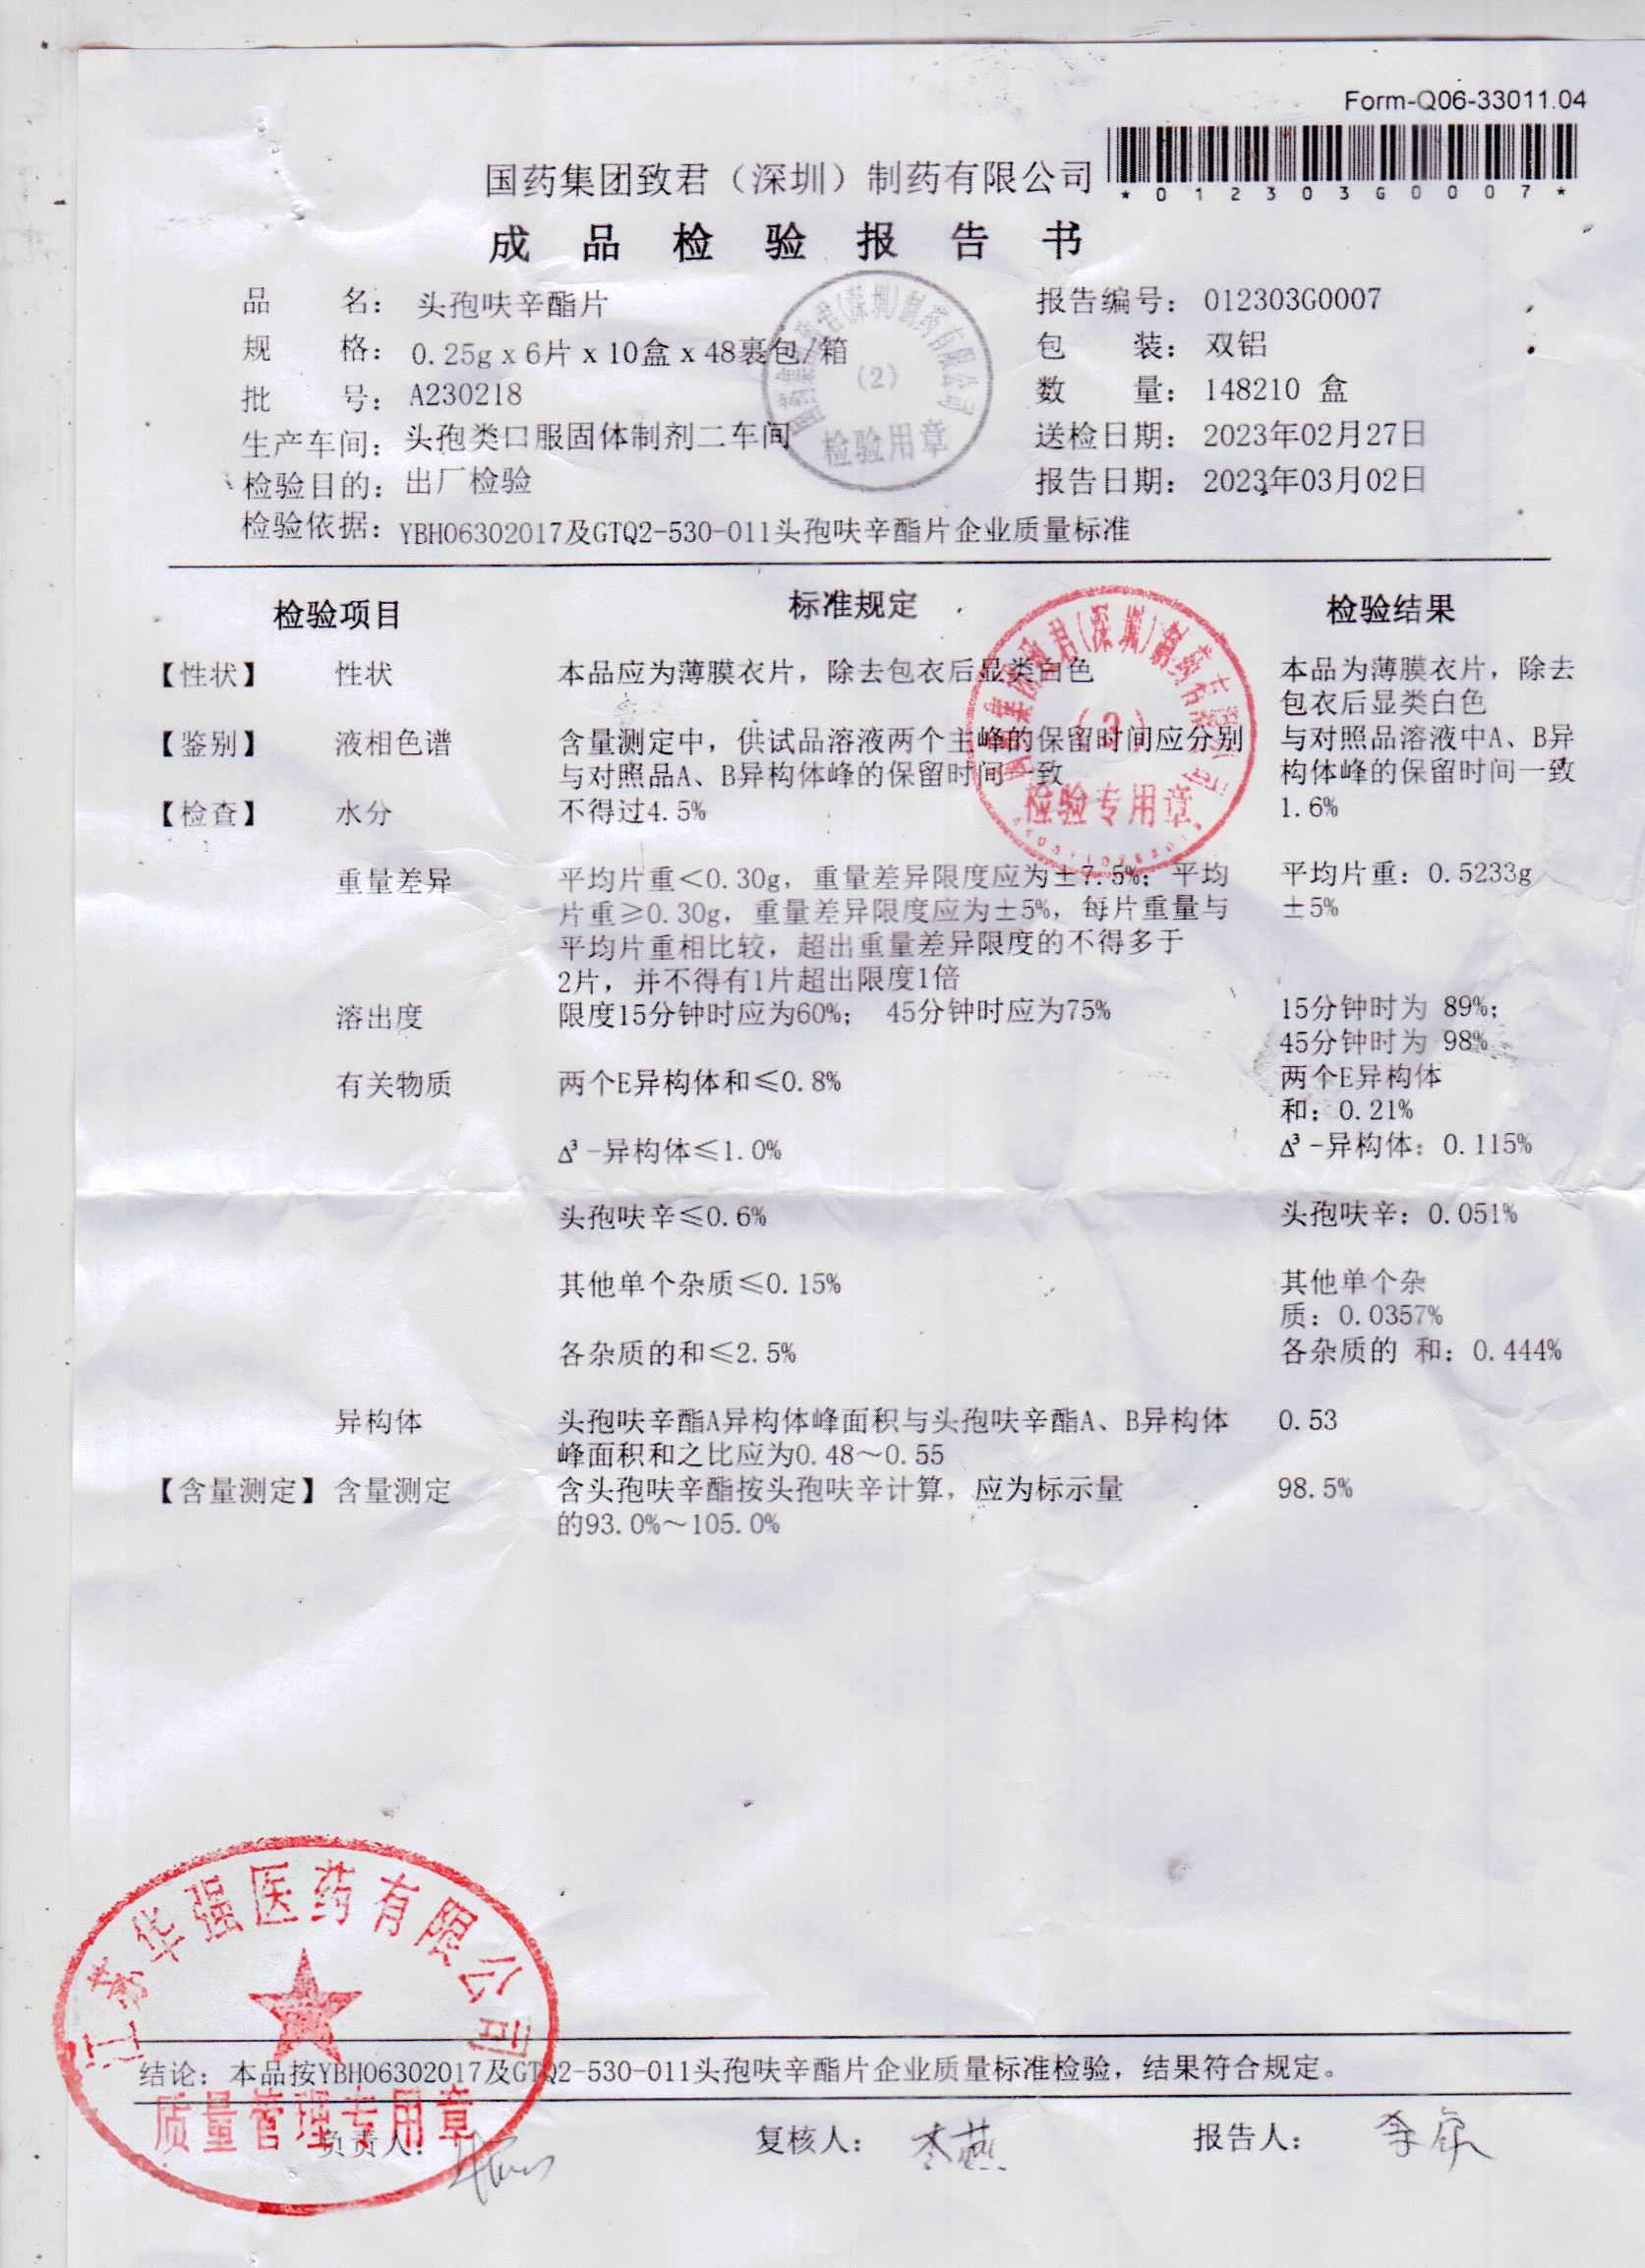 Form-Q06-33011.04
国药集团致君（深圳）制药有限公司
*012303G0007*
成品检验报告书
品名：头孢呋辛酯片
报告编号：012303G0007
规格：0.25g x 6片 x 10盒 x 48裹包/箱
包装：双铝
批号：A230218
数量：148210 盒
生产车间：头孢类口服固体制剂二车间
送检日期：2023年02月27日
检验目的：出厂检验
报告日期：2023年03月02日
检验依据：YBH06302017及GTQ2-530-011头孢呋辛酯片企业质量标准
(2)
检验用章
检验项目 标准规定 检验结果
【性状】 性状 本品应为薄膜衣片，除去包衣后显类白色 本品为薄膜衣片，除去
包衣后显类白色
【鉴别】 液相色谱 含量测定中，供试品溶液两个主峰的保留时间应分别 与对照品溶液中A、B异
与对照品A、B异构体峰的保留时间一致 构体峰的保留时间一致
【检查】 水分 不得过4.5% 1.6%
检验专用章
重量差异 平均片重＜0.30g，重量差异限度应为±7.5%；平均 平均片重：0.5233g
片重≥0.30g，重量差异限度应为±5%，每片重量与 ±5%
平均片重相比较，超出重量差异限度的不得多于
2片，并不得有1片超出限度1倍
溶出度 限度15分钟时应为60%； 45分钟时应为75% 15分钟时为 89%；
45分钟时为 98%
有关物质 两个E异构体和≤0.8% 两个E异构体
和：0.21%
Δ³-异构体≤1.0% Δ³-异构体：0.115%
头孢呋辛≤0.6% 头孢呋辛：0.051%
其他单个杂质≤0.15% 其他单个杂
质：0.0357%
各杂质的和≤2.5% 各杂质的 和：0.444%
异构体 头孢呋辛酯A异构体峰面积与头孢呋辛酯A、B异构体 0.53
峰面积和之比应为0.48～0.55
【含量测定】 含量测定 含头孢呋辛酯按头孢呋辛计算，应为标示量 98.5%
的93.0%～105.0%
江苏华强医药有限公司
结论：本品按YBH06302017及GTQ2-530-011头孢呋辛酯片企业质量标准检验，结果符合规定。
质量管理专用章
负责人： 复核人： 报告人：